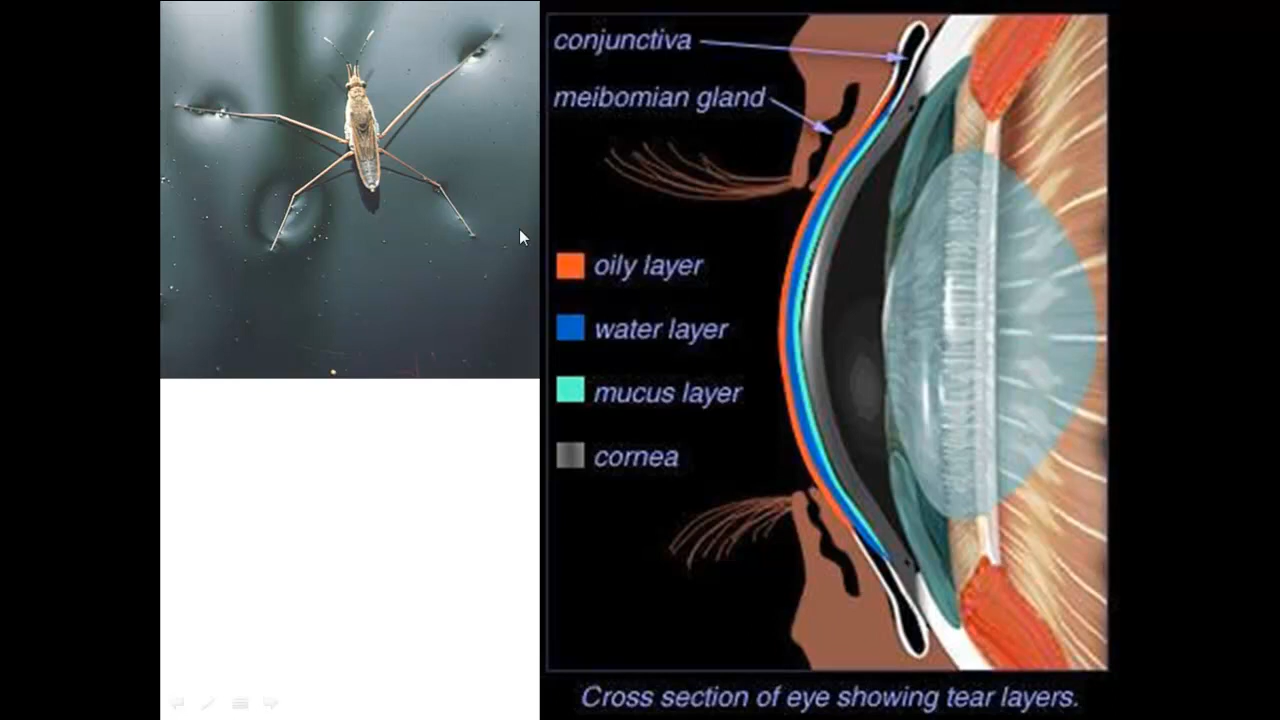 conjunctiva
meibomian gland
oily layer
water layer
mucus layer
cornea
Cross section of eye showing tear layers.